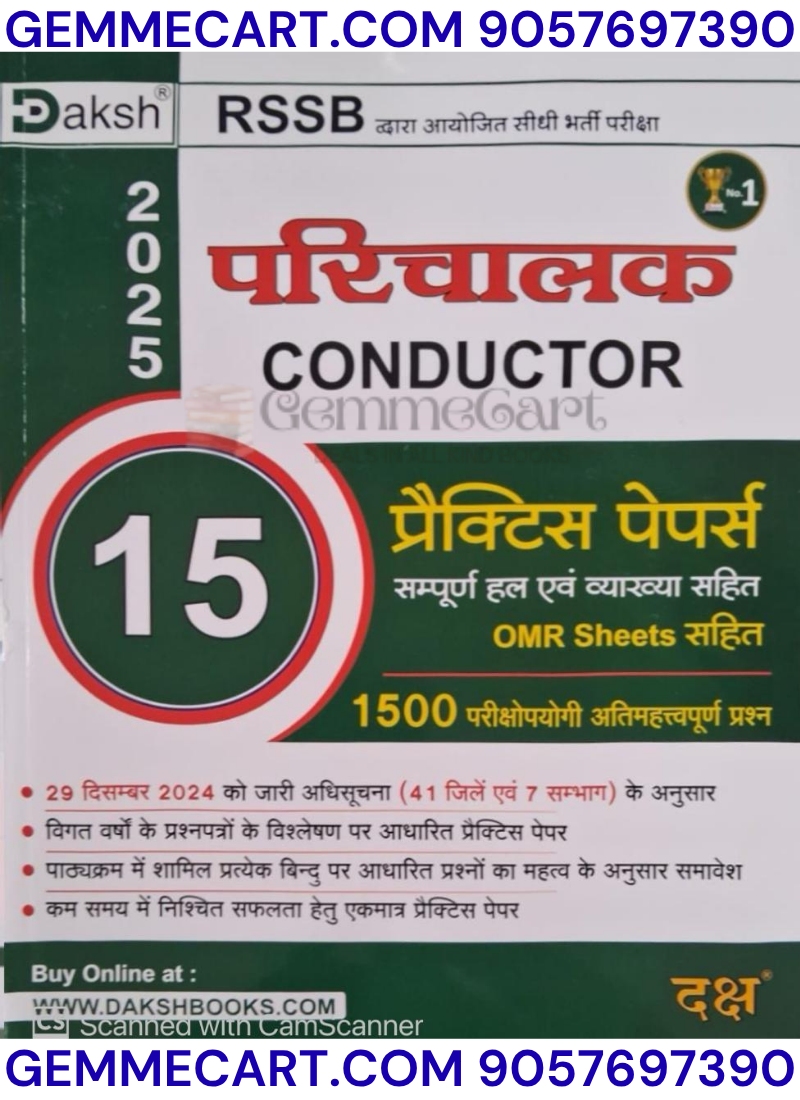 GEMMECART.COM 9057697390
Daksh® RSSB द्वारा आयोजित सीधी भर्ती परीक्षा
2025
No.1
परिचालक
CONDUCTOR
GemmeCart
15
प्रैक्टिस पेपर्स
सम्पूर्ण हल एवं व्याख्या सहित
OMR Sheets सहित
1500 परीक्षोपयोगी अतिमहत्त्वपूर्ण प्रश्न
• 29 दिसम्बर 2024 को जारी अधिसूचना (41 जिलें एवं 7 सम्भाग) के अनुसार
• विगत वर्षों के प्रश्नपत्रों के विश्लेषण पर आधारित प्रैक्टिस पेपर
• पाठ्यक्रम में शामिल प्रत्येक बिन्दु पर आधारित प्रश्नों का महत्व के अनुसार समावेश
• कम समय में निश्चित सफलता हेतु एकमात्र प्रैक्टिस पेपर
Buy Online at :
WWW.DAKSHBOOKS.COM
दक्ष®
CS Scanned with CamScanner
GEMMECART.COM 9057697390